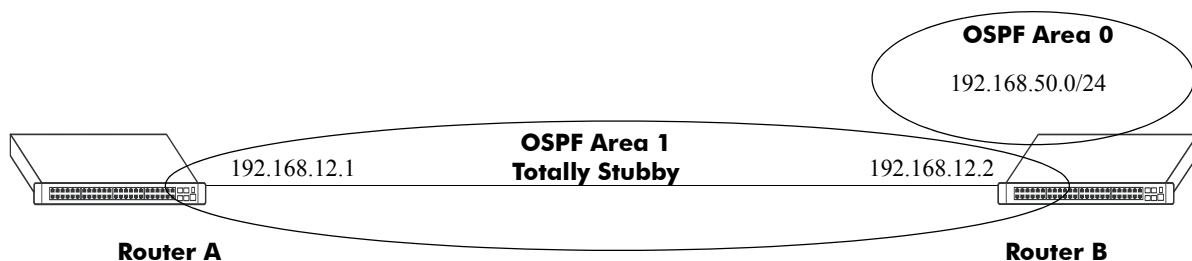 OSPF Area 0
192.168.50.0/24
OSPF Area 1
Totally Stubby
192.168.12.1
192.168.12.2
Router A
Router B